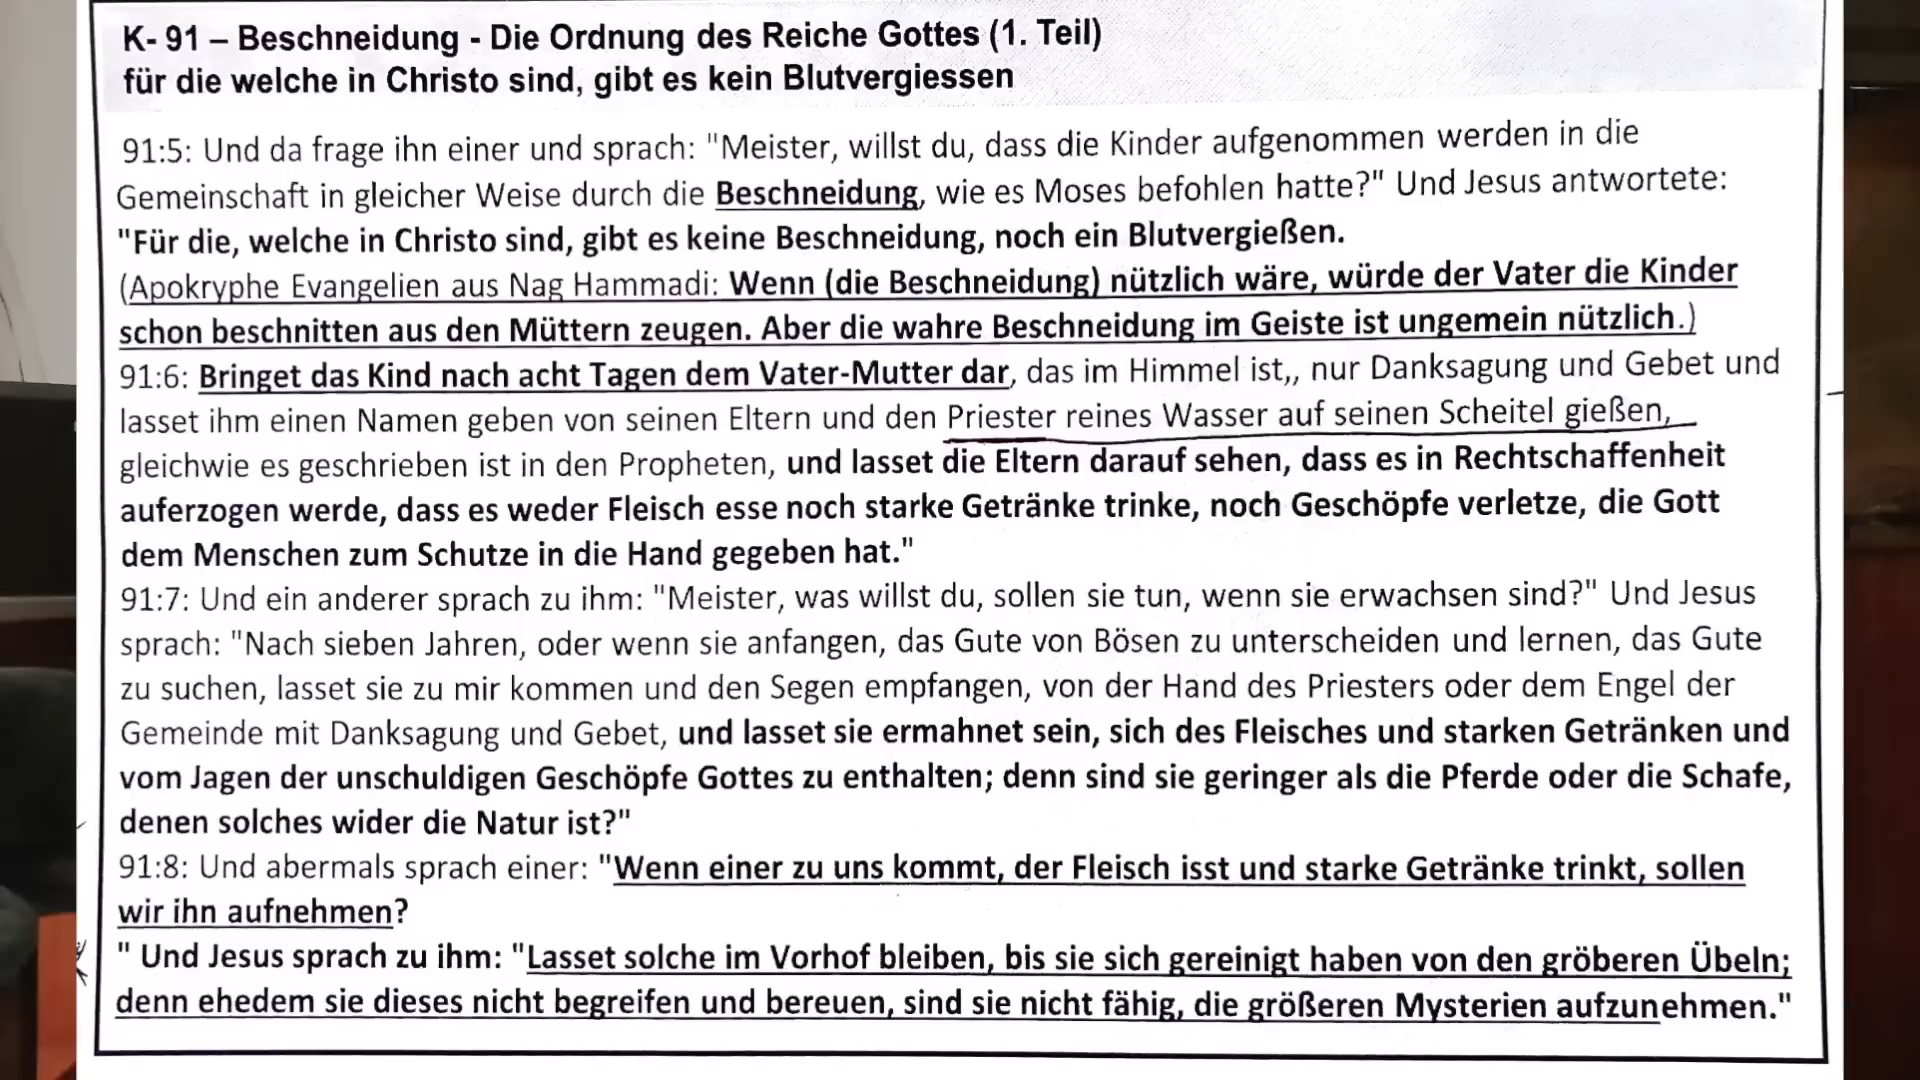 K- 91 – Beschneidung - Die Ordnung des Reiche Gottes (1. Teil)
für die welche in Christo sind, gibt es kein Blutvergiessen
91:5: Und da frage ihn einer und sprach: "Meister, willst du, dass die Kinder aufgenommen werden in die
Gemeinschaft in gleicher Weise durch die Beschneidung, wie es Moses befohlen hatte?" Und Jesus antwortete:
"Für die, welche in Christo sind, gibt es keine Beschneidung, noch ein Blutvergießen.
(Apokryphe Evangelien aus Nag Hammadi: Wenn (die Beschneidung) nützlich wäre, würde der Vater die Kinder
schon beschnitten aus den Müttern zeugen. Aber die wahre Beschneidung im Geiste ist ungemein nützlich.)
91:6: Bringet das Kind nach acht Tagen dem Vater-Mutter dar, das im Himmel ist,, nur Danksagung und Gebet und
lasset ihm einen Namen geben von seinen Eltern und den Priester reines Wasser auf seinen Scheitel gießen,
gleichwie es geschrieben ist in den Propheten, und lasset die Eltern darauf sehen, dass es in Rechtschaffenheit
auferzogen werde, dass es weder Fleisch esse noch starke Getränke trinke, noch Geschöpfe verletze, die Gott
dem Menschen zum Schutze in die Hand gegeben hat."
91:7: Und ein anderer sprach zu ihm: "Meister, was willst du, sollen sie tun, wenn sie erwachsen sind?" Und Jesus
sprach: "Nach sieben Jahren, oder wenn sie anfangen, das Gute von Bösen zu unterscheiden und lernen, das Gute
zu suchen, lasset sie zu mir kommen und den Segen empfangen, von der Hand des Priesters oder dem Engel der
Gemeinde mit Danksagung und Gebet, und lasset sie ermahnet sein, sich des Fleisches und starken Getränken und
vom Jagen der unschuldigen Geschöpfe Gottes zu enthalten; denn sind sie geringer als die Pferde oder die Schafe,
denen solches wider die Natur ist?"
91:8: Und abermals sprach einer: "Wenn einer zu uns kommt, der Fleisch isst und starke Getränke trinkt, sollen
wir ihn aufnehmen?
" Und Jesus sprach zu ihm: "Lasset solche im Vorhof bleiben, bis sie sich gereinigt haben von den gröberen Übeln;
denn ehedem sie dieses nicht begreifen und bereuen, sind sie nicht fähig, die größeren Mysterien aufzunehmen."